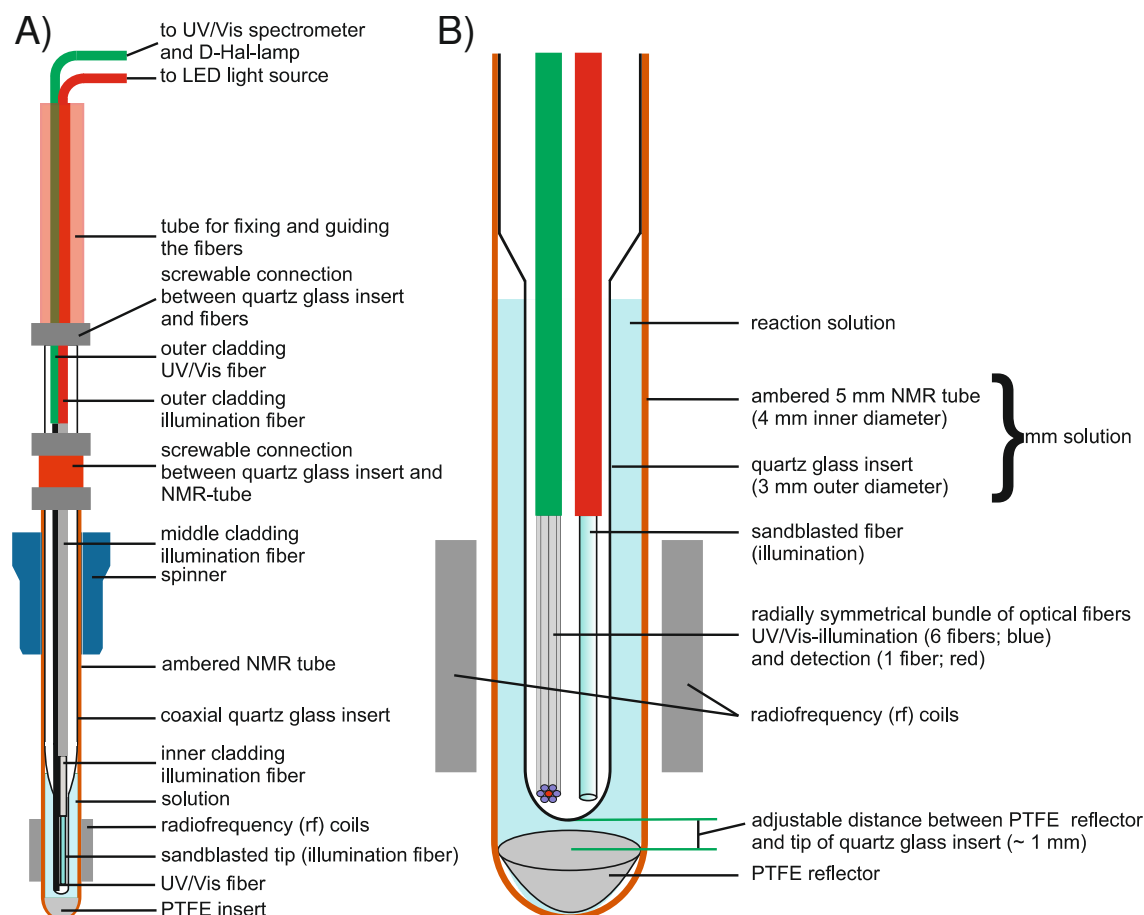 A)
to UV/Vis spectrometer
and D-Hal-lamp
to LED light source
tube for fixing and guiding
the fibers
screwable connection
between quartz glass insert
and fibers
outer cladding
UV/Vis fiber
outer cladding
illumination fiber
screwable connection
between quartz glass insert and
NMR-tube
middle cladding
illumination fiber
spinner
ambered NMR tube
coaxial quartz glass insert
inner cladding
illumination fiber
solution
radiofrequency (rf) coils
sandblasted tip (illumination fiber)
UV/Vis fiber
PTFE insert
B)
reaction solution
ambered 5 mm NMR tube
(4 mm inner diameter)
mm solution
quartz glass insert
(3 mm outer diameter)
sandblasted fiber
(illumination)
radially symmetrical bundle of optical fibers
UV/Vis-illumination (6 fibers; blue)
and detection (1 fiber; red)
radiofrequency (rf) coils
adjustable distance between PTFE reflector
and tip of quartz glass insert (~ 1 mm)
PTFE reflector